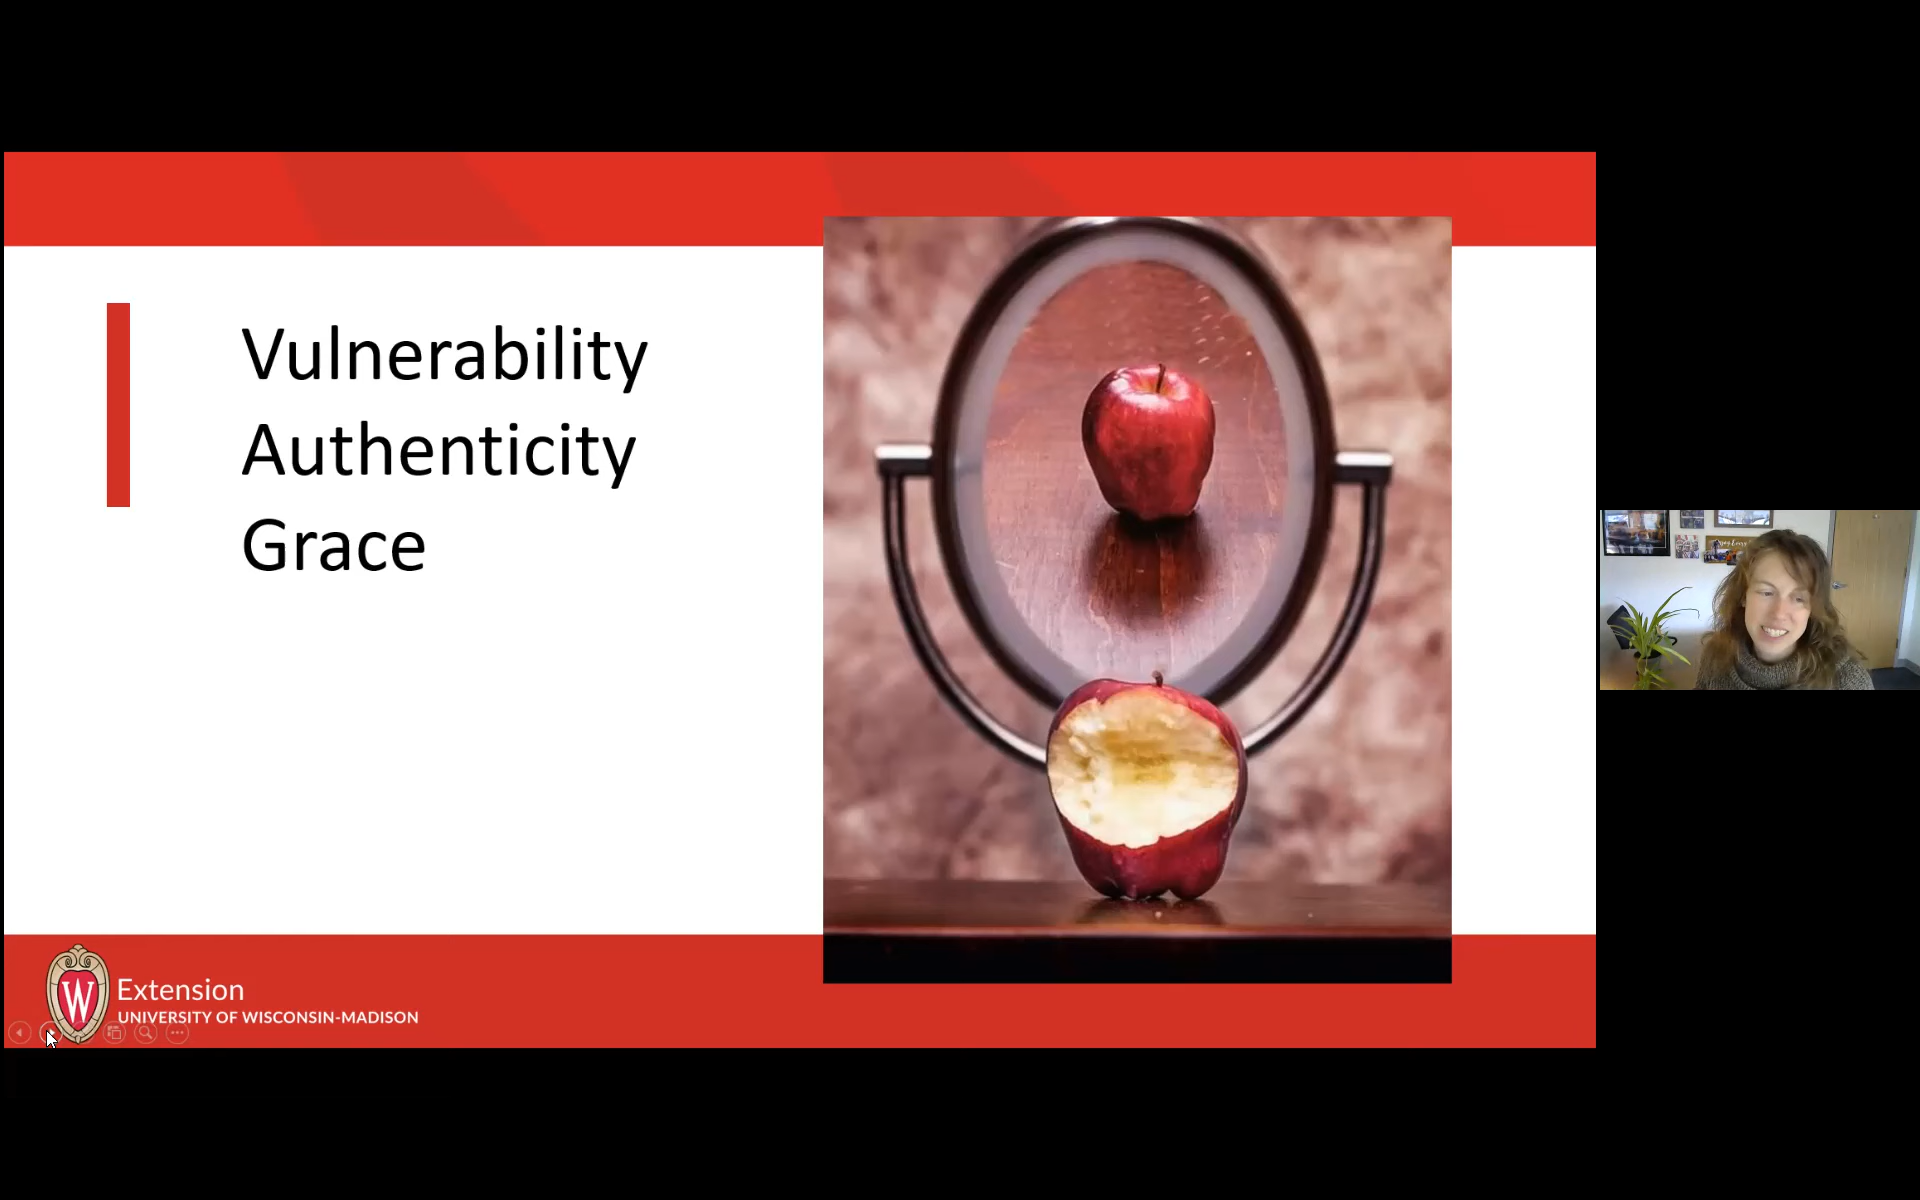 Vulnerability
Authenticity
Grace
W
Extension
UNIVERSITY OF WISCONSIN-MADISON